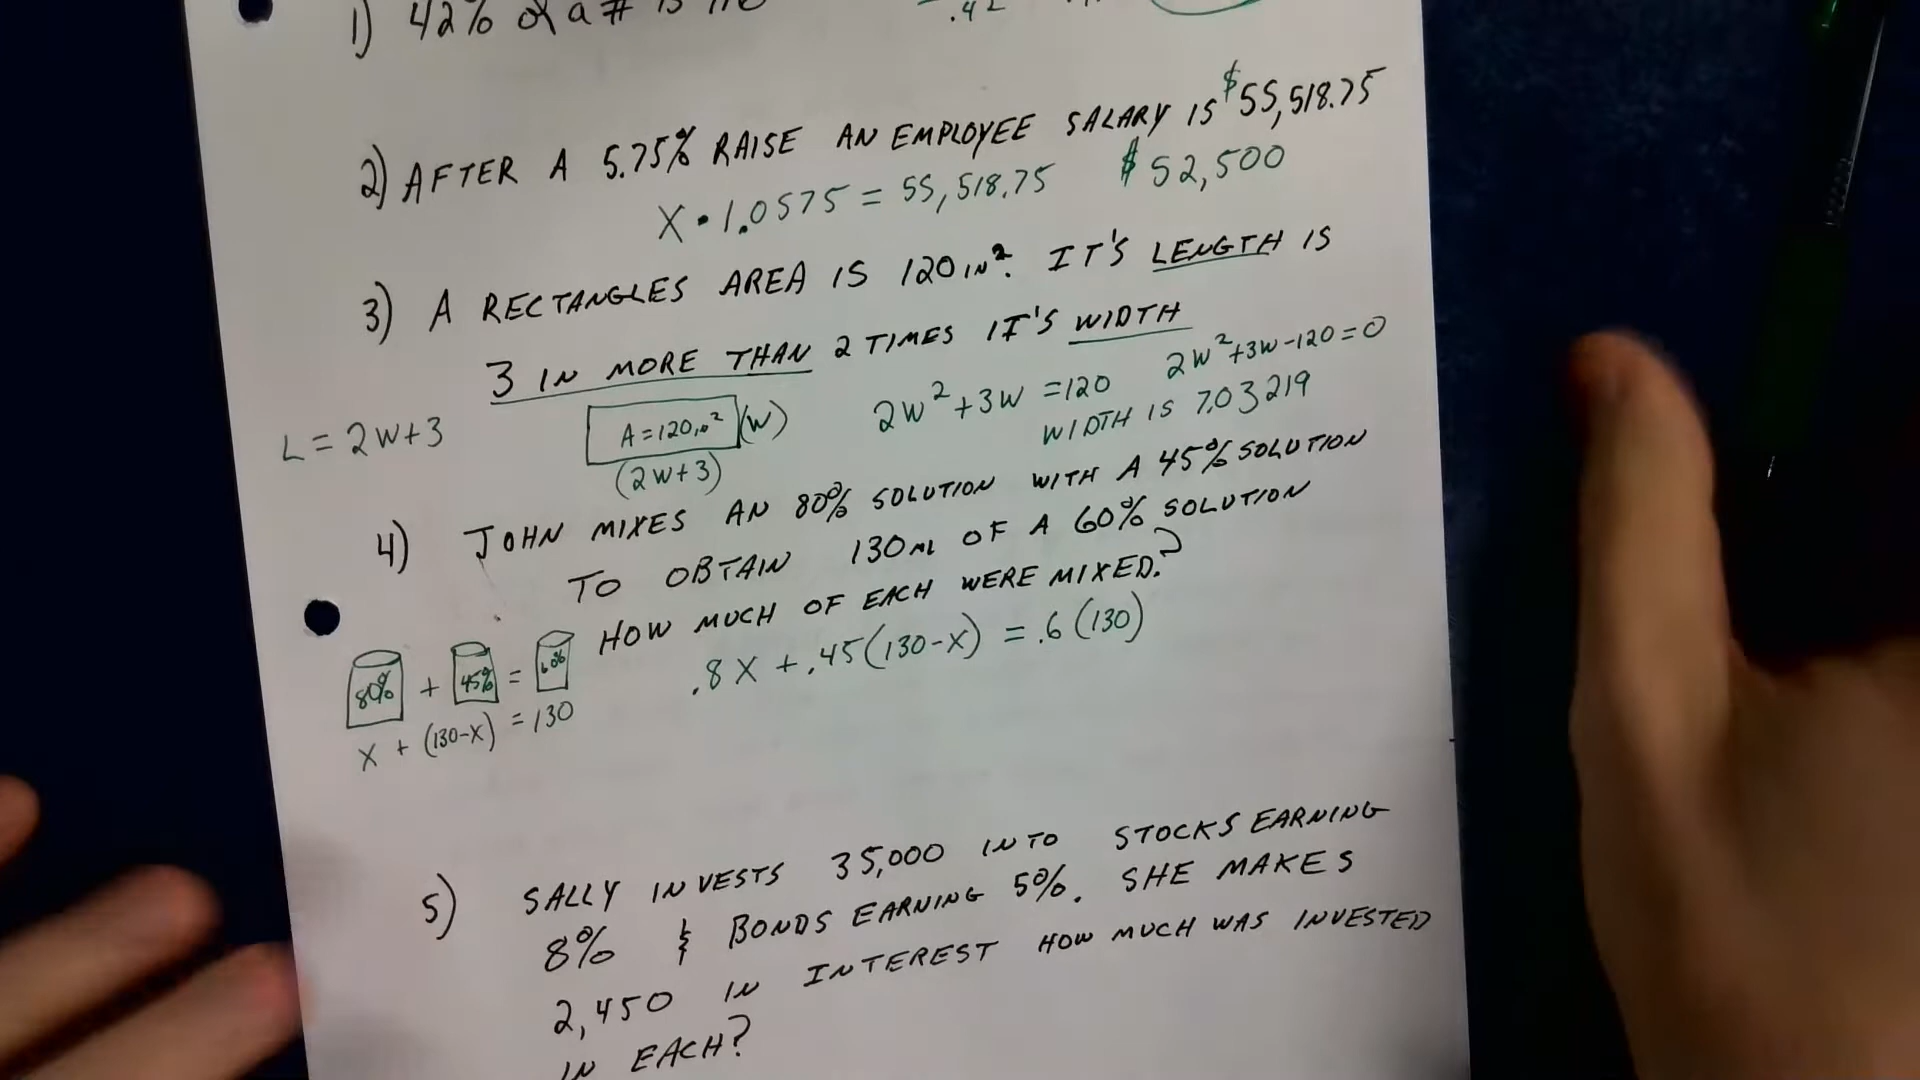 1) 42% of a # is
.42
2) AFTER A 5.75% RAISE AN EMPLOYEE SALARY IS $55,518.75
X • 1.0575 = 55,518.75 $52,500
3) A RECTANGLES AREA IS 120 IN². IT'S LENGTH IS
3 IN MORE THAN 2 TIMES IT'S WIDTH
2W²+3W-120=0
L = 2W+3 A=120in² (W) 2W²+3W =120
WIDTH IS 7.03219
(2W+3)
4) JOHN MIXES AN 80% SOLUTION WITH A 45% SOLUTION
TO OBTAIN 130ML OF A 60% SOLUTION
HOW MUCH OF EACH WERE MIXED?
80% + 45% = 60% .8X + .45(130-X) = .6(130)
X + (130-X) = 130
5) SALLY INVESTS 35,000 INTO STOCKS EARNING
8% & BONDS EARNING 5%. SHE MAKES
2,450 IN INTEREST HOW MUCH WAS INVESTED
IN EACH?